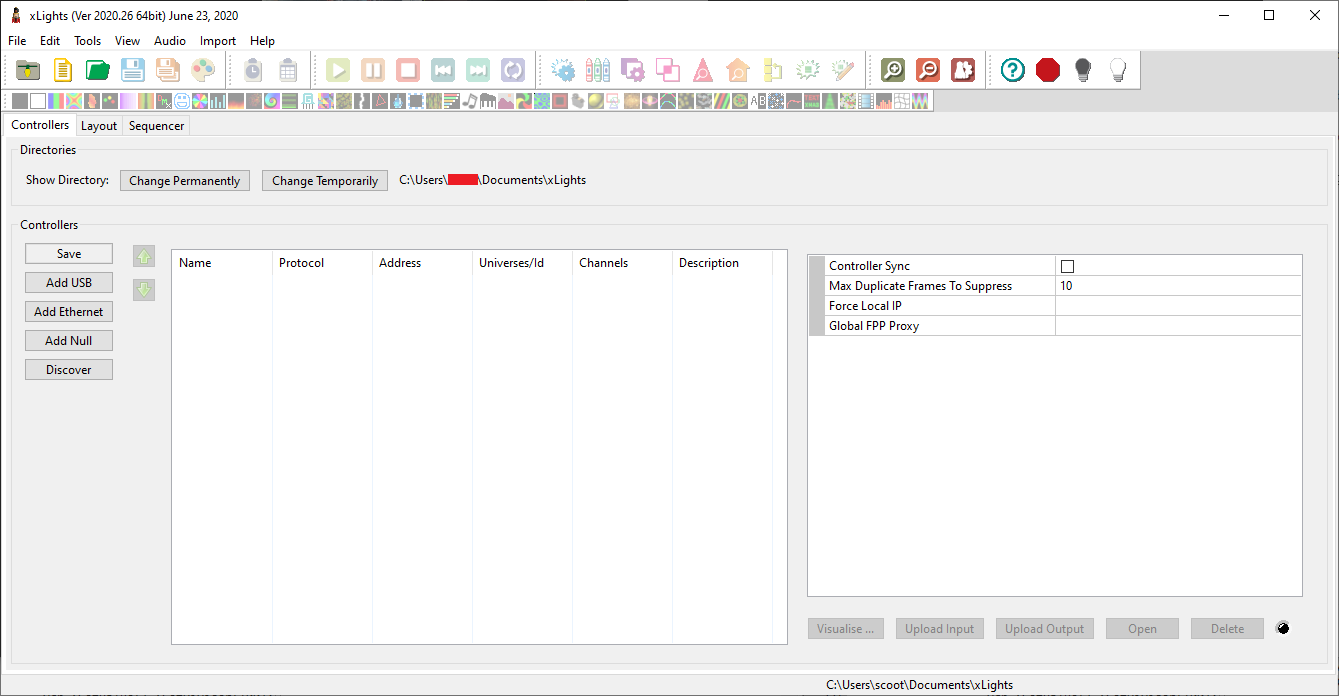 xLights (Ver 2020.26 64bit) June 23, 2020
File Edit Tools View Audio Import Help
AB
Controllers Layout Sequencer
Directories
Show Directory: Change Permanently Change Temporarily C:\Users\ \Documents\xLights
Controllers
Save
Add USB
Add Ethernet
Add Null
Discover
Name Protocol Address Universes/Id Channels Description
Controller Sync
Max Duplicate Frames To Suppress 10
Force Local IP
Global FPP Proxy
Visualise ... Upload Input Upload Output Open Delete
C:\Users\scoot\Documents\xLights